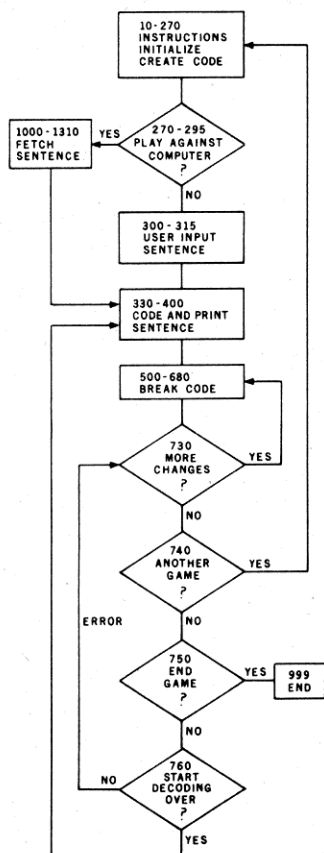 10-270
INSTRUCTIONS
INITIALIZE
CREATE CODE
1000-1310
FETCH
SENTENCE
YES
270-295
PLAY AGAINST
COMPUTER
?
NO
300-315
USER INPUT
SENTENCE
330-400
CODE AND PRINT
SENTENCE
500-680
BREAK CODE
730
MORE
CHANGES
?
YES
NO
740
ANOTHER
GAME
?
YES
NO
ERROR
750
END
GAME
?
YES
999
END
NO
760
START
DECODING
OVER
?
NO
YES